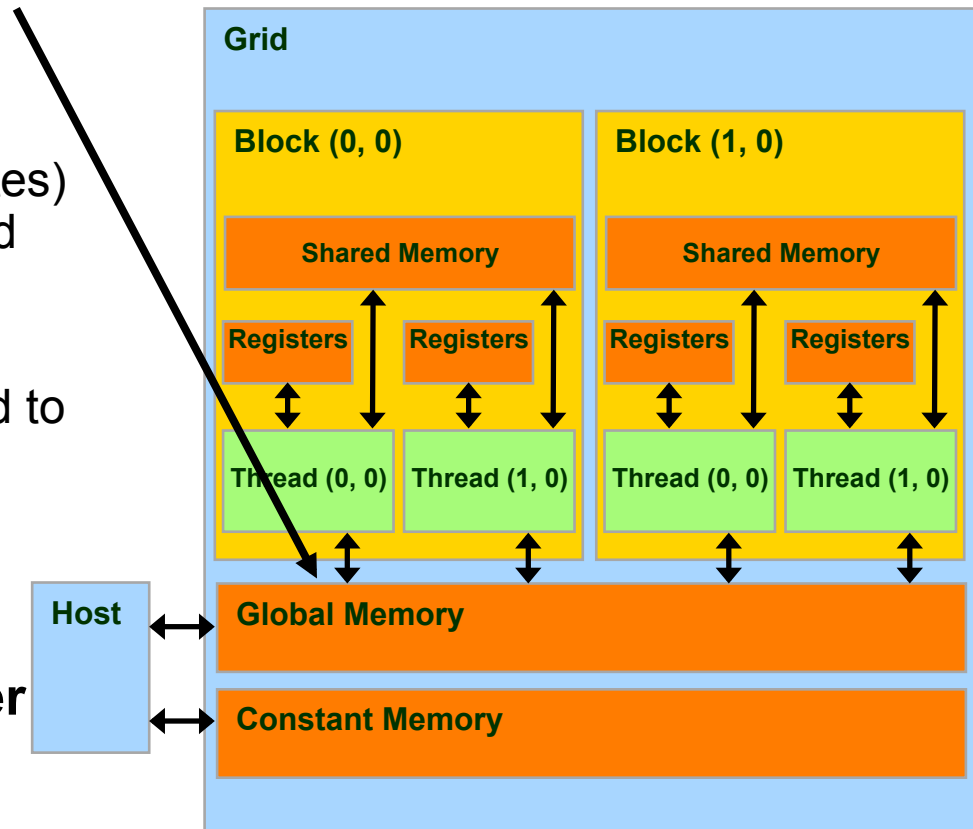 es)
d
d to
er
Grid
Block (0, 0)
Block (1, 0)
Shared Memory
Shared Memory
Registers
Registers
Registers
Registers
Thread (0, 0)
Thread (1, 0)
Thread (0, 0)
Thread (1, 0)
Host
Global Memory
Constant Memory